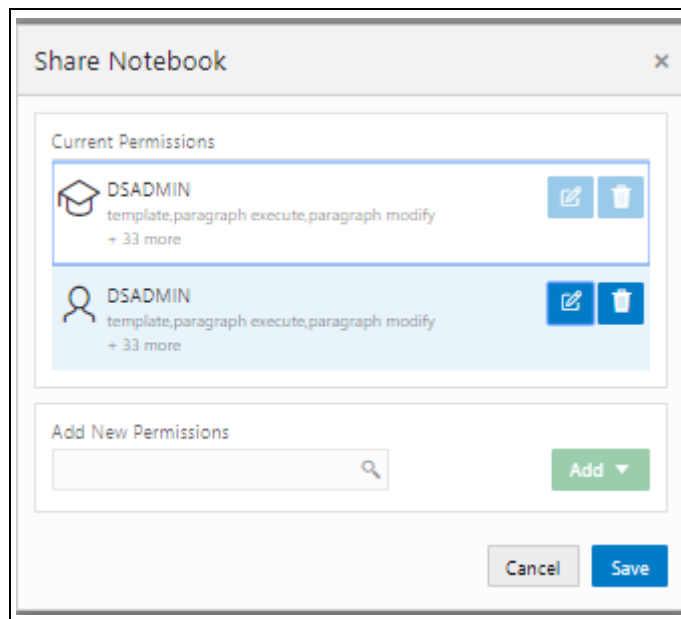 Share Notebook
Current Permissions
DSADMIN
template,paragraph execute,paragraph modify
+ 33 more
DSADMIN
template,paragraph execute,paragraph modify
+ 33 more
Add New Permissions
Add
Cancel
Save